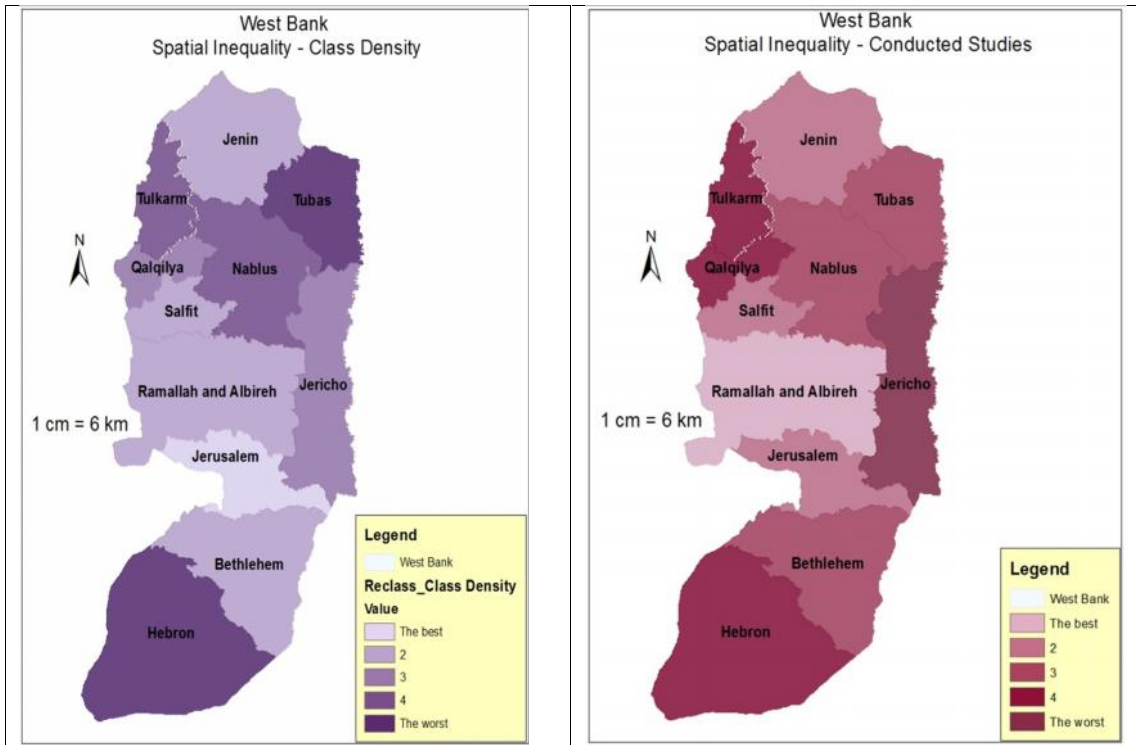 West Bank
Spatial Inequality - Class Density
Jenin
Tulkarm
Tubas
N
Qalqilya
Nablus
Salfit
Ramallah and Albireh
Jericho
1 cm = 6 km
Jerusalem
Bethlehem
Hebron
Legend
West Bank
Reclass_Class Density
Value
The best
2
3
4
The worst
West Bank
Spatial Inequality - Conducted Studies
Jenin
Tulkarm
Tubas
N
Qalqilya
Nablus
Salfit
Ramallah and Albireh
Jericho
1 cm = 6 km
Jerusalem
Bethlehem
Hebron
Legend
West Bank
The best
2
3
4
The worst